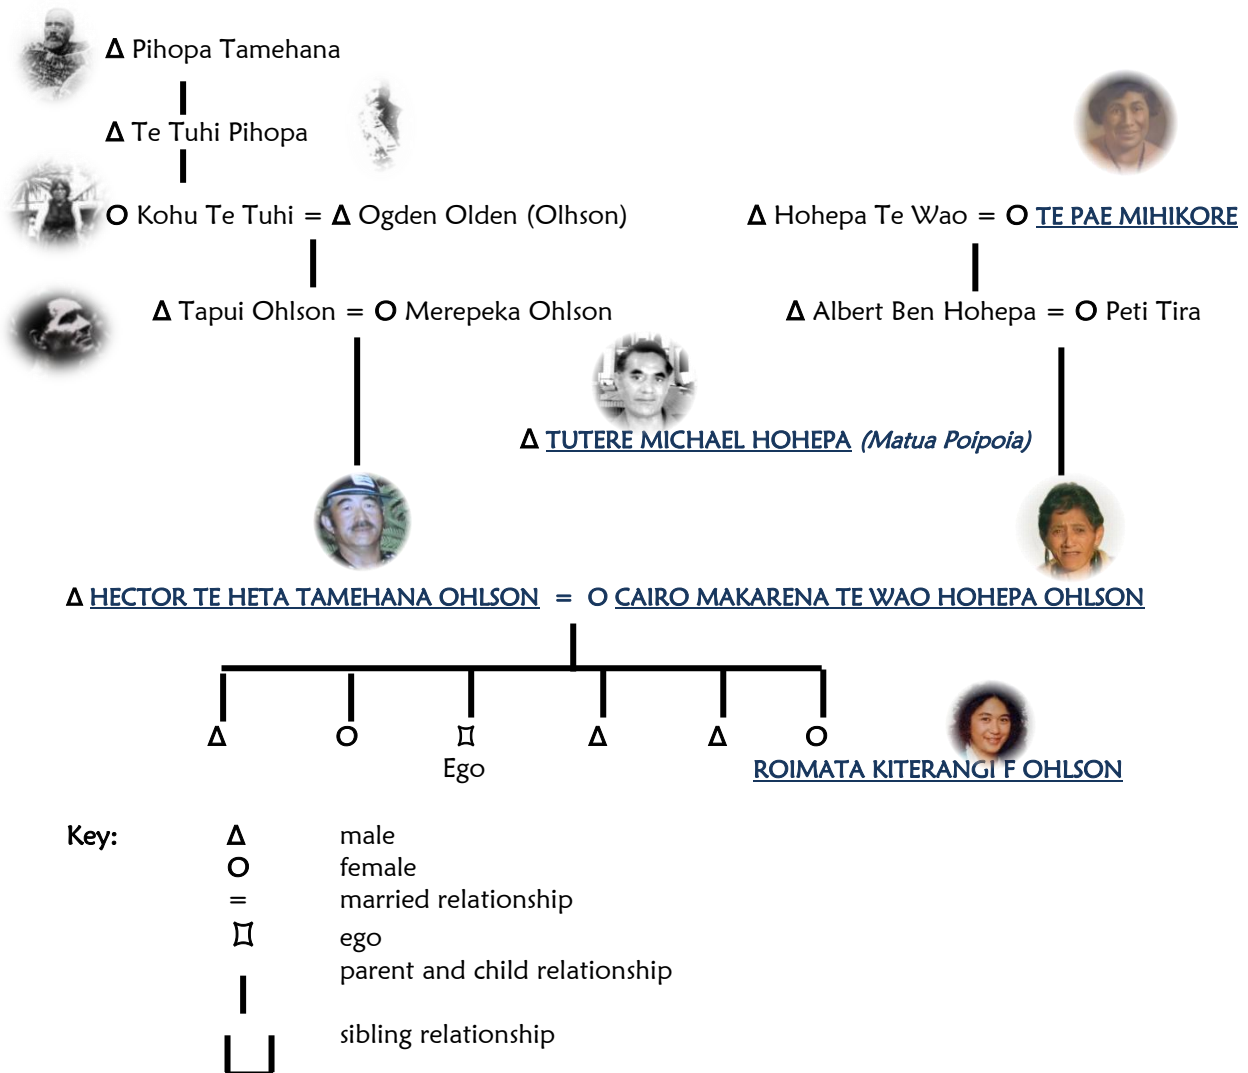 Δ Pihopa Tamehana
Δ Te Tuhi Pihopa
O Kohu Te Tuhi = Δ Ogden Olden (Olhson)
Δ Hohepa Te Wao = O TE PAE MIHIKORE
Δ Tapui Ohlson = O Merepeka Ohlson
Δ Albert Ben Hohepa = O Peti Tira
Δ TUTERE MICHAEL HOHEPA (Matua Poipoia)
Δ HECTOR TE HETA TAMEHANA OHLSON = O CAIRO MAKARENA TE WAO HOHEPA OHLSON
Δ O Δ Δ O
Ego
ROIMATA KITERANGI F OHLSON
Key:
Δ male
O female
= married relationship
ego
parent and child relationship
sibling relationship